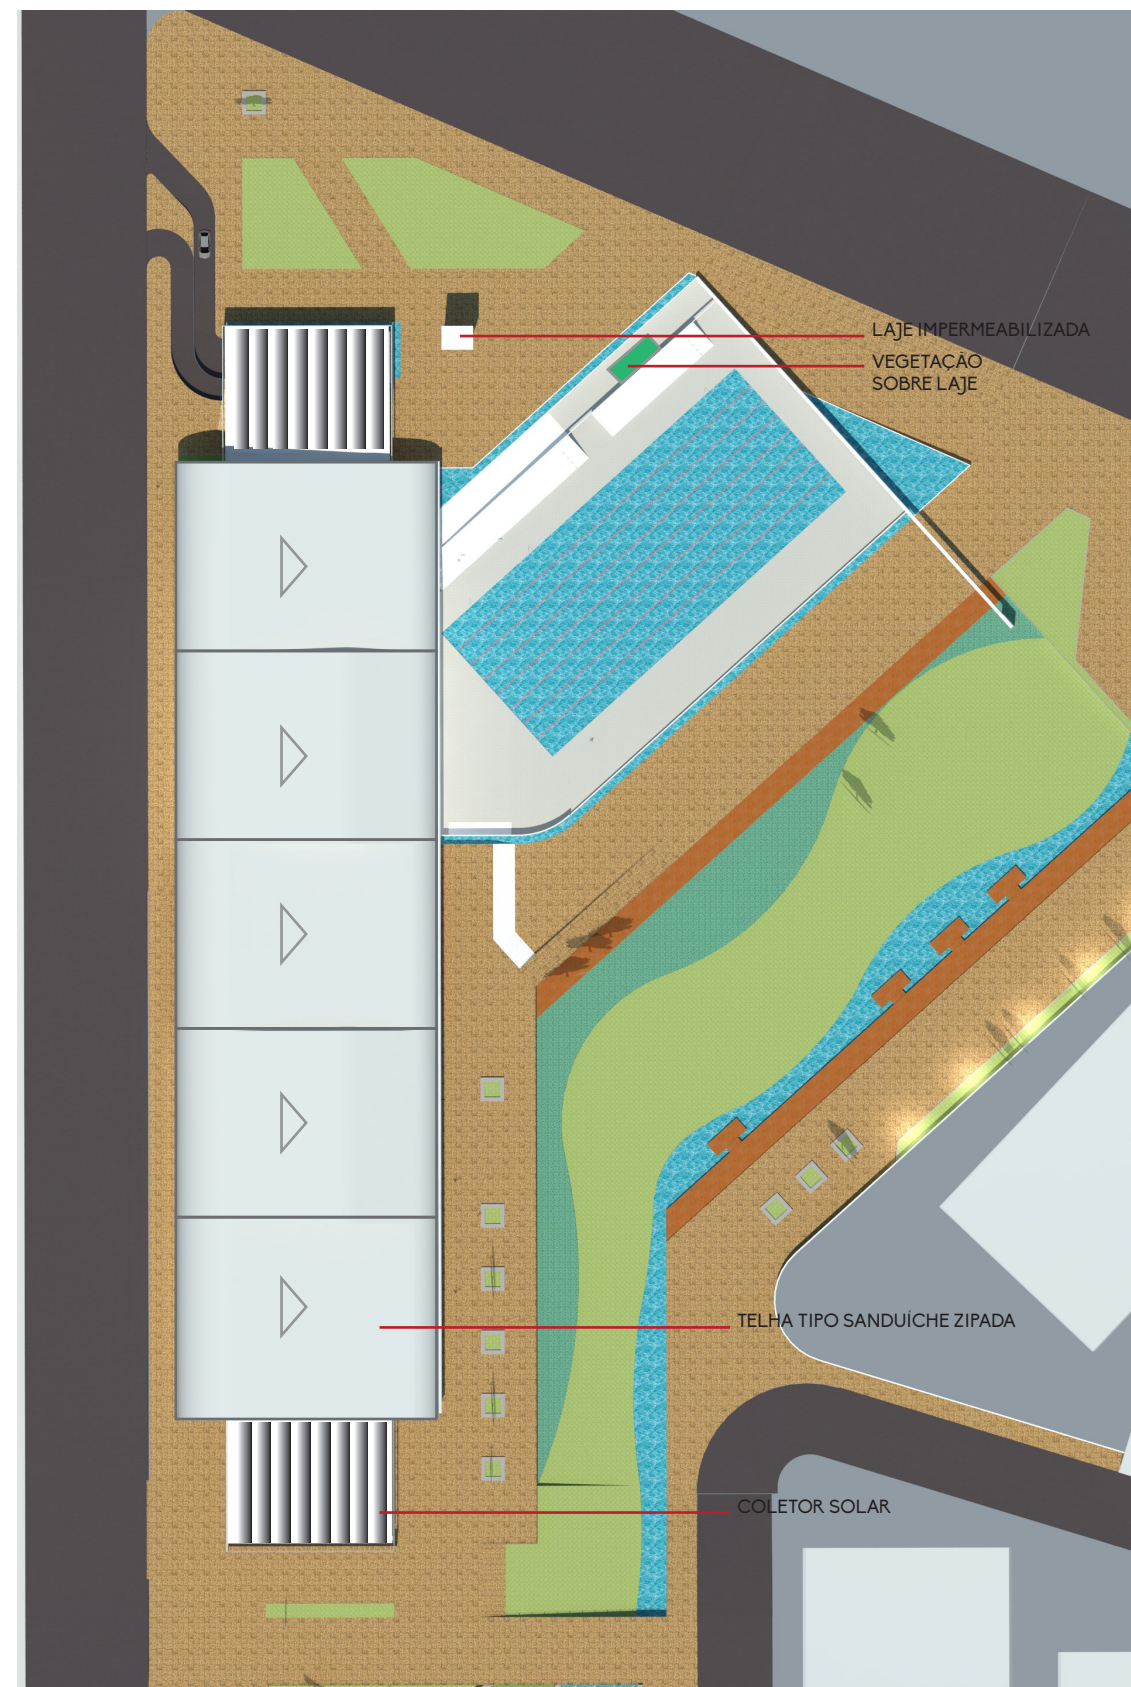 LAJE IMPERMEABILIZADA
VEGETAÇÃO
SOBRE LAJE
TELHA TIPO SANDUÍCHE ZIPADA
COLETOR SOLAR